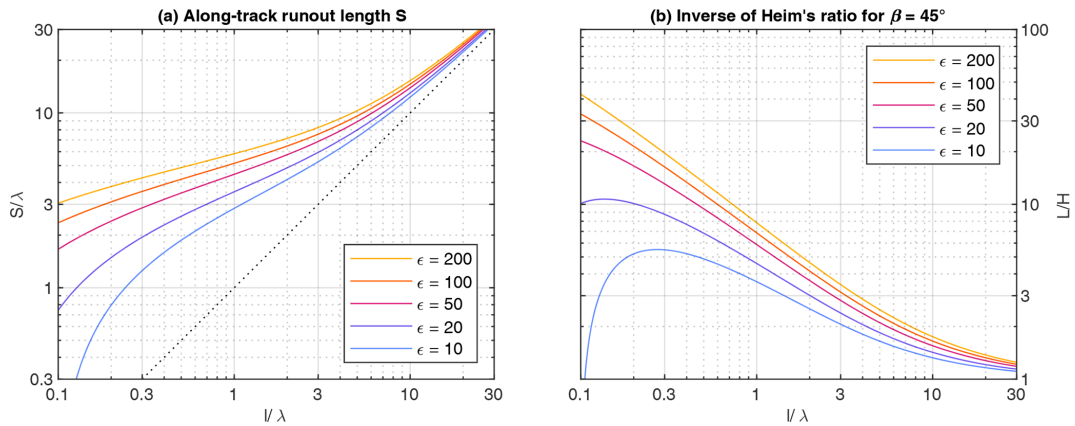 (a) Along-track runout length S
30
10
3
1
0.3
S/λ
0.1
0.3
1
3
10
30
l/ λ
ϵ = 200
ϵ = 100
ϵ = 50
ϵ = 20
ϵ = 10
(b) Inverse of Heim's ratio for β = 45°
100
30
10
3
1
L/H
0.1
0.3
1
3
10
30
l/ λ
ϵ = 200
ϵ = 100
ϵ = 50
ϵ = 20
ϵ = 10